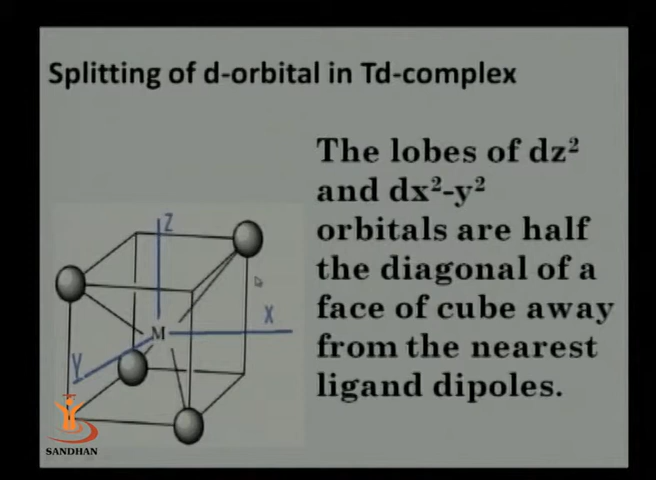 Splitting of d-orbital in Td-complex
The lobes of dz²
and dx²-y²
orbitals are half
the diagonal of a
face of cube away
from the nearest
ligand dipoles.
Z
X
M
Y
SANDHAN